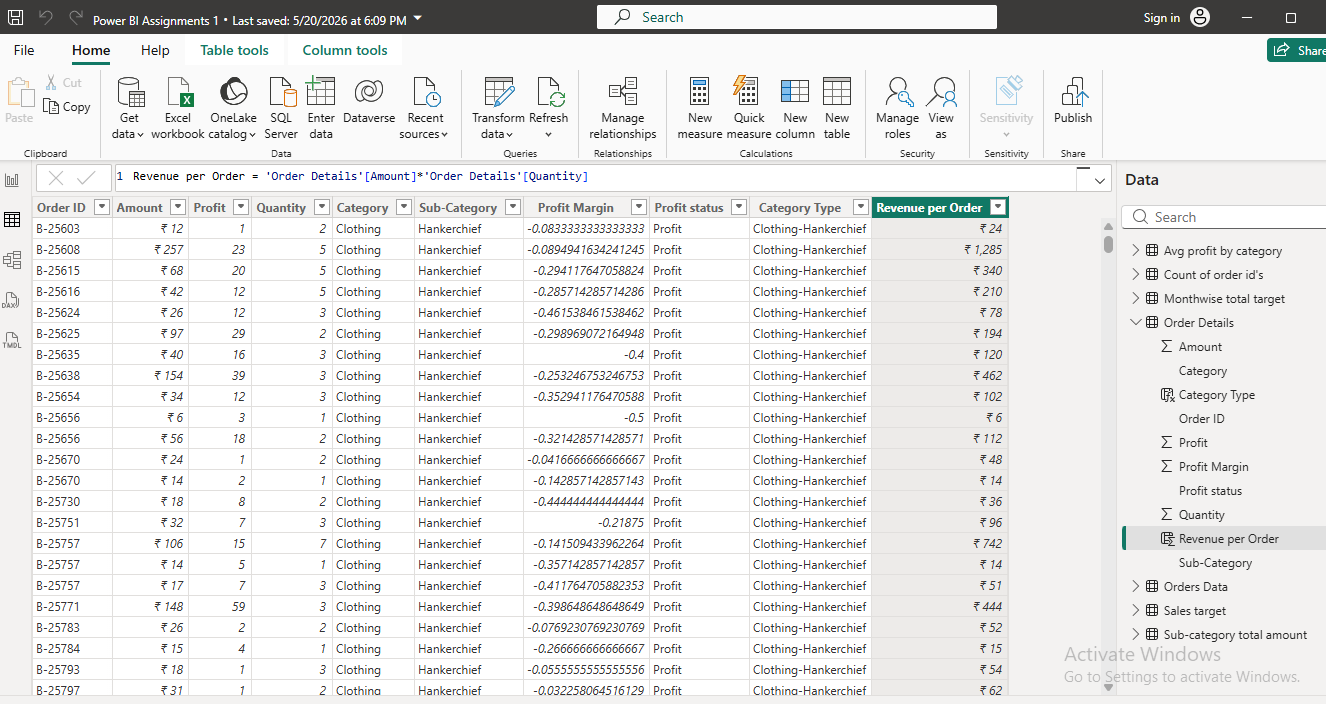 Power BI Assignments 1 • Last saved: 5/20/2026 at 6:09 PM
Search
Sign in
File Home Help Table tools Column tools
Share
Paste
Cut
Copy
Clipboard
Get data
Excel workbook
OneLake catalog
SQL Server
Enter data
Dataverse
Recent sources
Data
Transform data
Refresh
Queries
Manage relationships
Relationships
New measure
Quick measure
New column
New table
Calculations
Manage roles
View as
Security
Sensitivity
Sensitivity
Publish
Share
1 Revenue per Order = 'Order Details'[Amount]*'Order Details'[Quantity]
Order ID Amount Profit Quantity Category Sub-Category Profit Margin Profit status Category Type Revenue per Order
B-25603 ₹ 12 1 2 Clothing Hankerchief -0.0833333333333333 Profit Clothing-Hankerchief ₹ 24
B-25608 ₹ 257 23 5 Clothing Hankerchief -0.0894941634241245 Profit Clothing-Hankerchief ₹ 1,285
B-25615 ₹ 68 20 5 Clothing Hankerchief -0.294117647058824 Profit Clothing-Hankerchief ₹ 340
B-25616 ₹ 42 12 5 Clothing Hankerchief -0.285714285714286 Profit Clothing-Hankerchief ₹ 210
B-25624 ₹ 26 12 3 Clothing Hankerchief -0.461538461538462 Profit Clothing-Hankerchief ₹ 78
B-25625 ₹ 97 29 2 Clothing Hankerchief -0.298969072164948 Profit Clothing-Hankerchief ₹ 194
B-25635 ₹ 40 16 3 Clothing Hankerchief -0.4 Profit Clothing-Hankerchief ₹ 120
B-25638 ₹ 154 39 3 Clothing Hankerchief -0.253246753246753 Profit Clothing-Hankerchief ₹ 462
B-25654 ₹ 34 12 3 Clothing Hankerchief -0.352941176470588 Profit Clothing-Hankerchief ₹ 102
B-25656 ₹ 6 3 1 Clothing Hankerchief -0.5 Profit Clothing-Hankerchief ₹ 6
B-25656 ₹ 56 18 2 Clothing Hankerchief -0.321428571428571 Profit Clothing-Hankerchief ₹ 112
B-25670 ₹ 24 1 2 Clothing Hankerchief -0.0416666666666667 Profit Clothing-Hankerchief ₹ 48
B-25670 ₹ 14 2 1 Clothing Hankerchief -0.142857142857143 Profit Clothing-Hankerchief ₹ 14
B-25730 ₹ 18 8 2 Clothing Hankerchief -0.444444444444444 Profit Clothing-Hankerchief ₹ 36
B-25751 ₹ 32 7 3 Clothing Hankerchief -0.21875 Profit Clothing-Hankerchief ₹ 96
B-25757 ₹ 106 15 7 Clothing Hankerchief -0.141509433962264 Profit Clothing-Hankerchief ₹ 742
B-25757 ₹ 14 5 1 Clothing Hankerchief -0.357142857142857 Profit Clothing-Hankerchief ₹ 14
B-25757 ₹ 17 7 3 Clothing Hankerchief -0.411764705882353 Profit Clothing-Hankerchief ₹ 51
B-25771 ₹ 148 59 3 Clothing Hankerchief -0.398648648648649 Profit Clothing-Hankerchief ₹ 444
B-25783 ₹ 26 2 2 Clothing Hankerchief -0.0769230769230769 Profit Clothing-Hankerchief ₹ 52
B-25784 ₹ 15 4 1 Clothing Hankerchief -0.266666666666667 Profit Clothing-Hankerchief ₹ 15
B-25793 ₹ 18 1 3 Clothing Hankerchief -0.0555555555555556 Profit Clothing-Hankerchief ₹ 54
B-25797 ₹ 31 1 2 Clothing Hankerchief -0.032258064516129 Profit Clothing-Hankerchief ₹ 62
Data
Search
Avg profit by category
Count of order id's
Monthwise total target
Order Details
Amount
Category
Category Type
Order ID
Profit
Profit Margin
Profit status
Quantity
Revenue per Order
Sub-Category
Orders Data
Sales target
Sub-category total amount
Activate Windows
Go to Settings to activate Windows.
DAX
TMDL